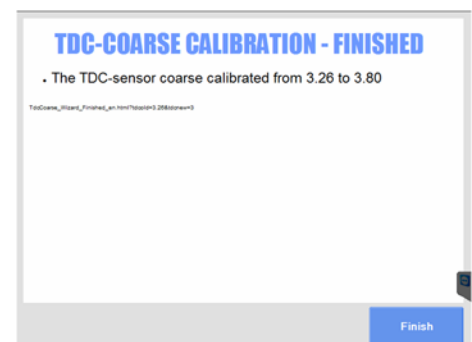 TDC-COARSE CALIBRATION - FINISHED
• The TDC-sensor coarse calibrated from 3.26 to 3.80
Finish